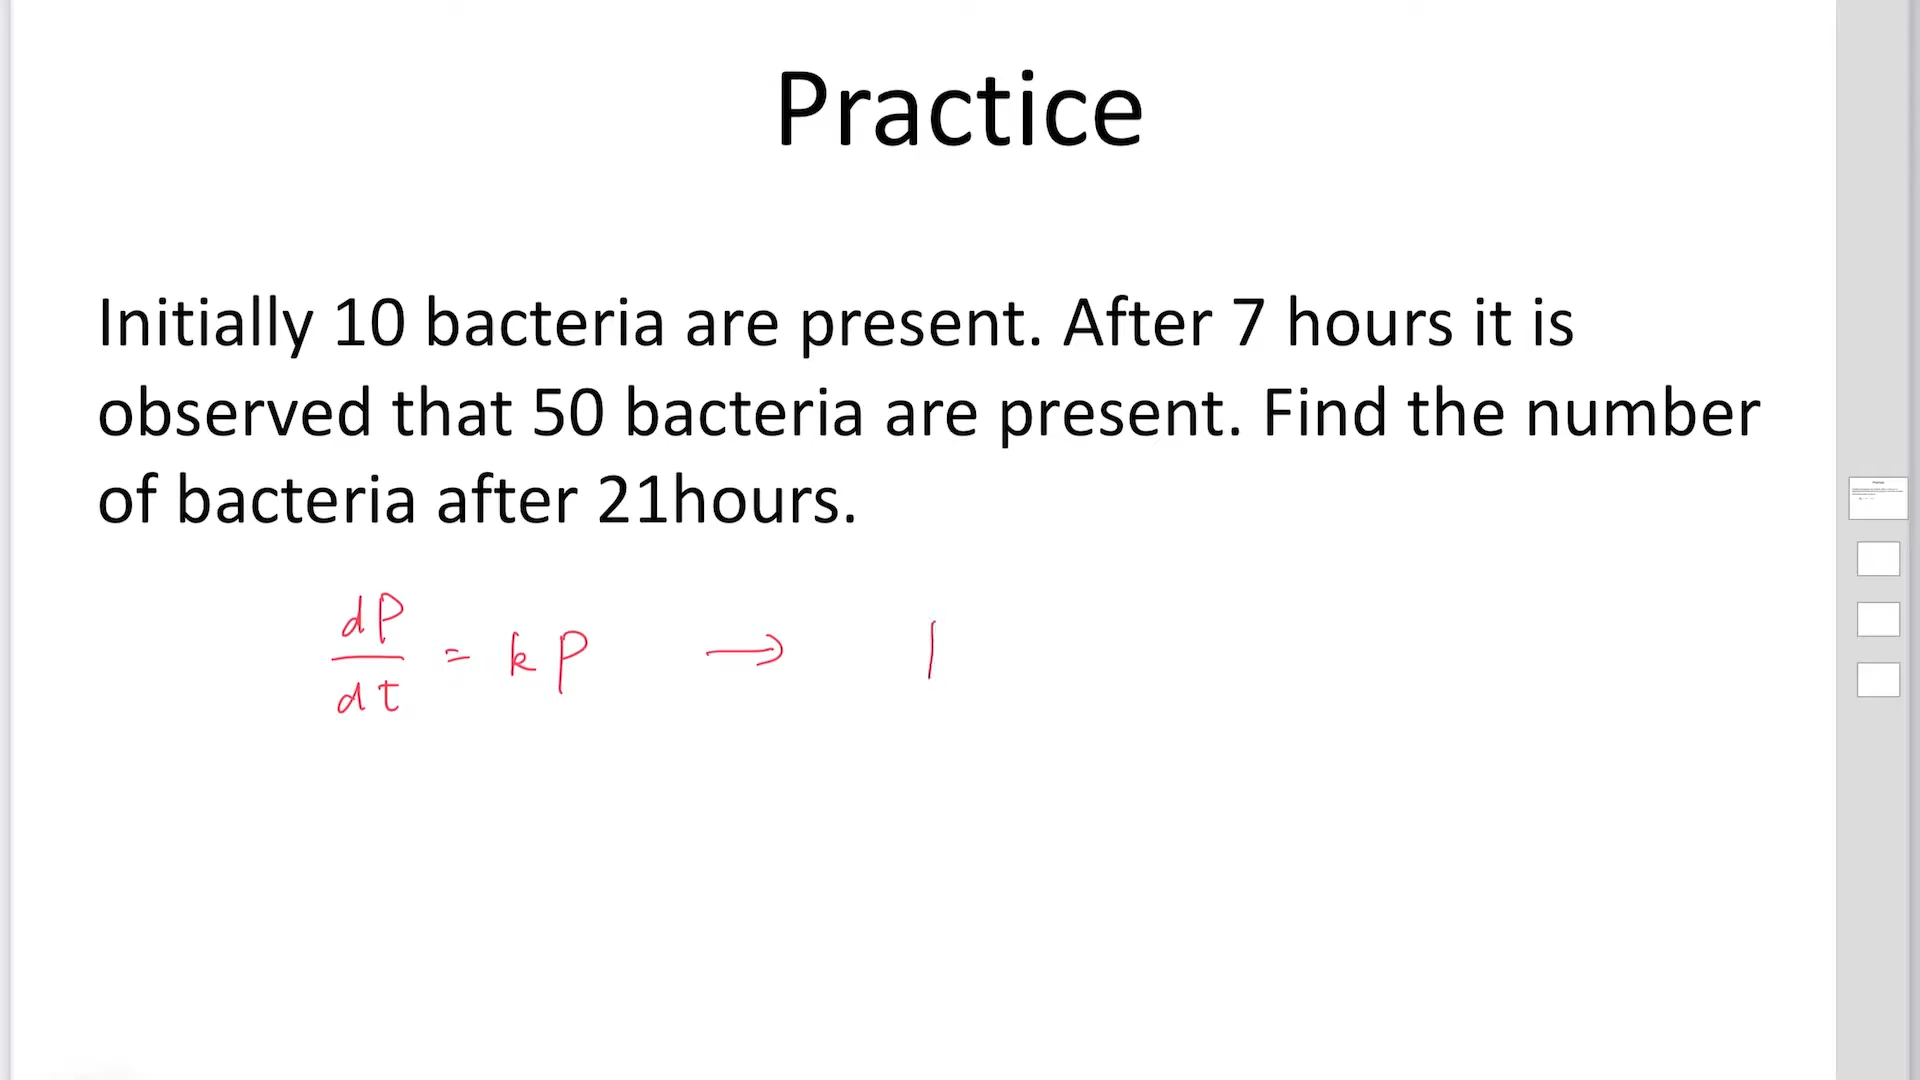 Practice
Initially 10 bacteria are present. After 7 hours it is
observed that 50 bacteria are present. Find the number
of bacteria after 21hours.
dP/dt = kP → |